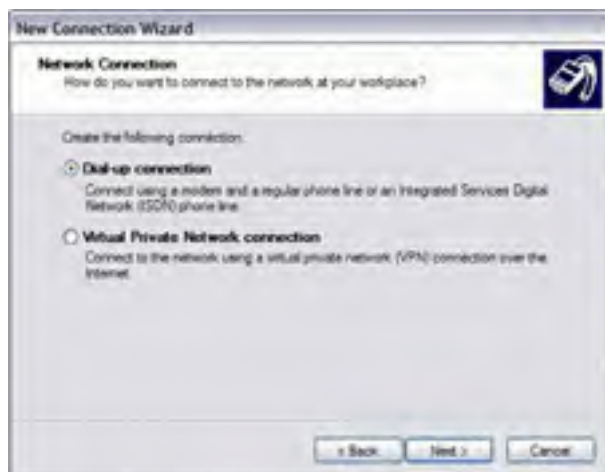 New Connection Wizard
Network Connection
How do you want to connect to the network at your workplace?
Create the following connection:
Dial-up connection
Connect using a modem and a regular phone line or an Integrated Services Digital
Network (ISDN) phone line.
Virtual Private Network connection
Connect to the network using a virtual private network (VPN) connection over the
Internet.
< Back
Next >
Cancel